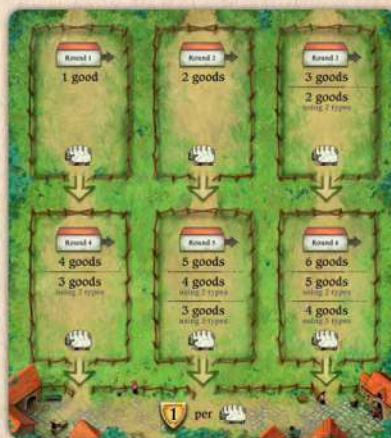 Round 1
1 good
Round 2
2 goods
Round 3
3 goods
2 goods
using 2 types
Round 4
4 goods
3 goods
using 2 types
Round 5
5 goods
4 goods
using 2 types
3 goods
using 3 types
Round 6
6 goods
5 goods
using 2 types
4 goods
using 3 types
1 per